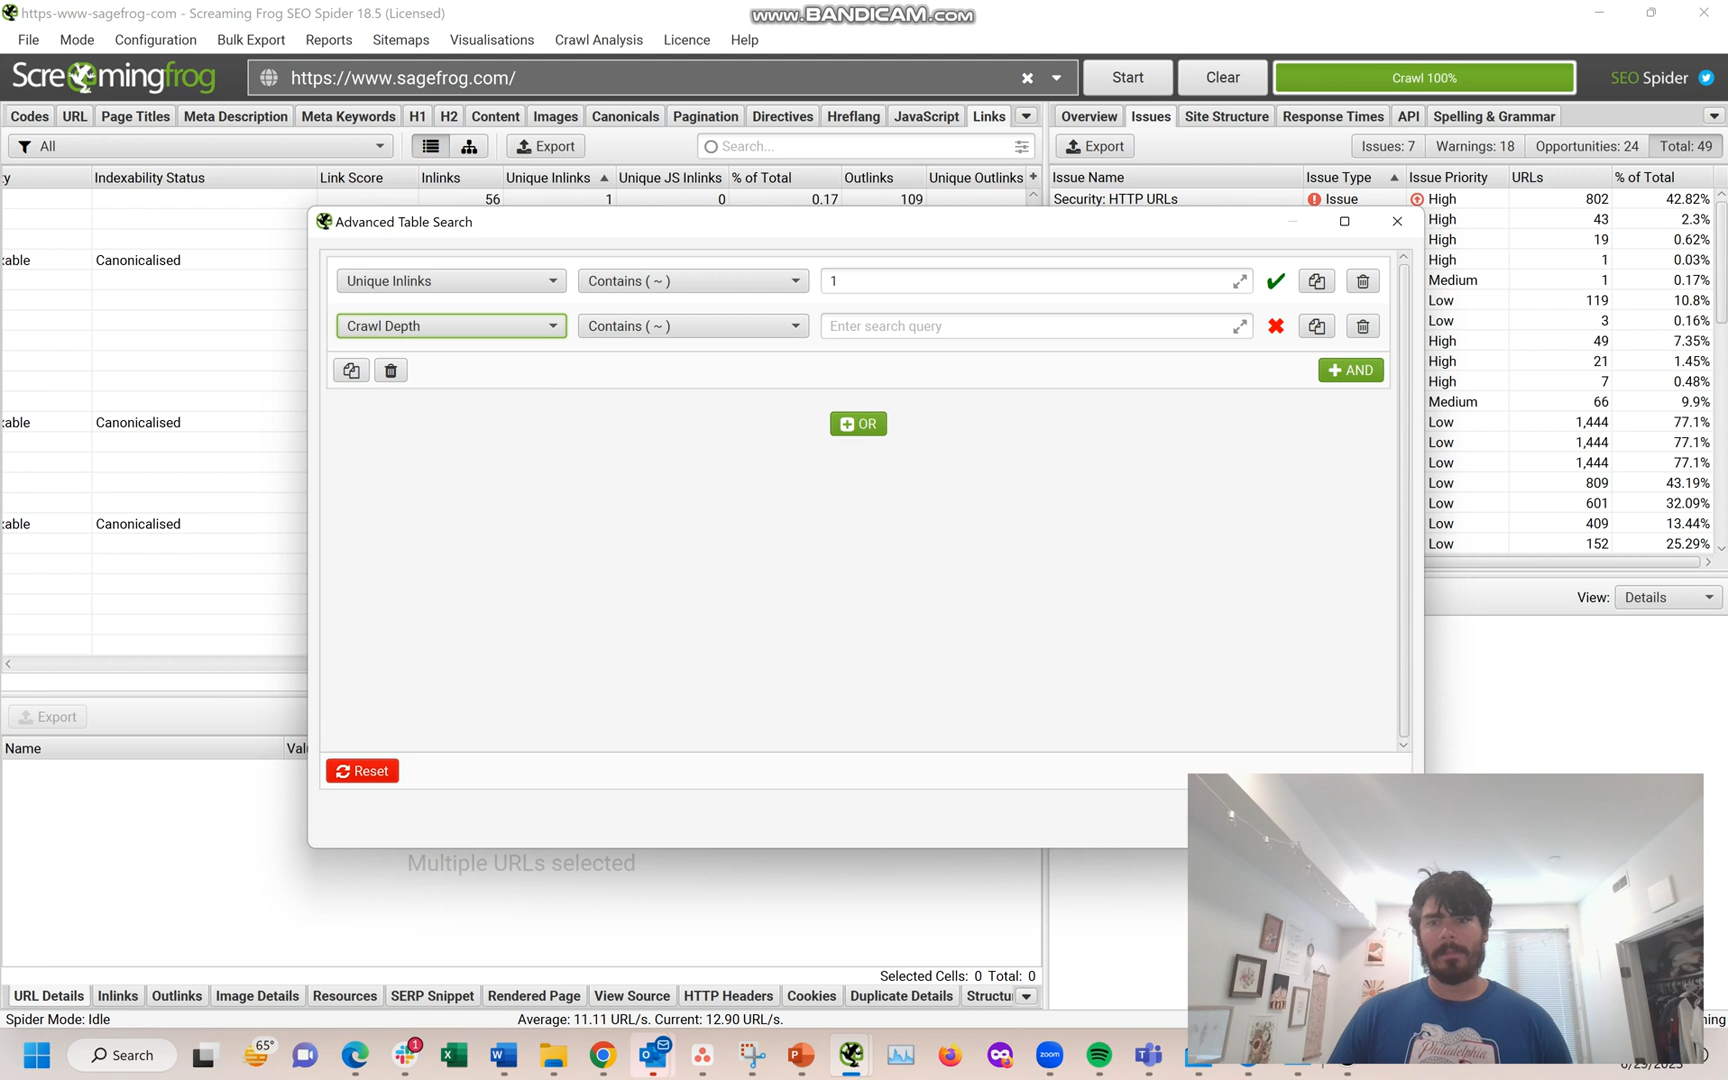 https-www-sagefrog-com - Screaming Frog SEO Spider 18.5 (Licensed)
www.BANDICAM.com
File Mode Configuration Bulk Export Reports Sitemaps Visualisations Crawl Analysis Licence Help
Screamingfrog
https://www.sagefrog.com/
Start Clear Crawl 100% SEO Spider
Codes URL Page Titles Meta Description Meta Keywords H1 H2 Content Images Canonicals Pagination Directives Hreflang JavaScript Links
Overview Issues Site Structure Response Times API Spelling & Grammar
All Export Search...
Export Issues: 7 Warnings: 18 Opportunities: 24 Total: 49
y Indexability Status Link Score Inlinks Unique Inlinks Unique JS Inlinks % of Total Outlinks Unique Outlinks
Issue Name Issue Type Issue Priority URLs % of Total
56 1 0 0.17 109
Security: HTTP URLs Issue High 802 42.82%
High 43 2.3%
High 19 0.62%
High 1 0.03%
Medium 1 0.17%
Low 119 10.8%
Low 3 0.16%
High 49 7.35%
High 21 1.45%
High 7 0.48%
Medium 66 9.9%
Low 1,444 77.1%
Low 1,444 77.1%
Low 1,444 77.1%
Low 809 43.19%
Low 601 32.09%
Low 409 13.44%
Low 152 25.29%
Canonicalised
Canonicalised
Canonicalised
Advanced Table Search
Unique Inlinks Contains ( ~ ) 1
Crawl Depth Contains ( ~ ) Enter search query
AND
OR
Reset
View: Details
Export
Name
Multiple URLs selected
Selected Cells: 0 Total: 0
URL Details Inlinks Outlinks Image Details Resources SERP Snippet Rendered Page View Source HTTP Headers Cookies Duplicate Details Structu
Spider Mode: Idle
Average: 11.11 URL/s. Current: 12.90 URL/s.
Search
65°
1
zoom
Philadelphia